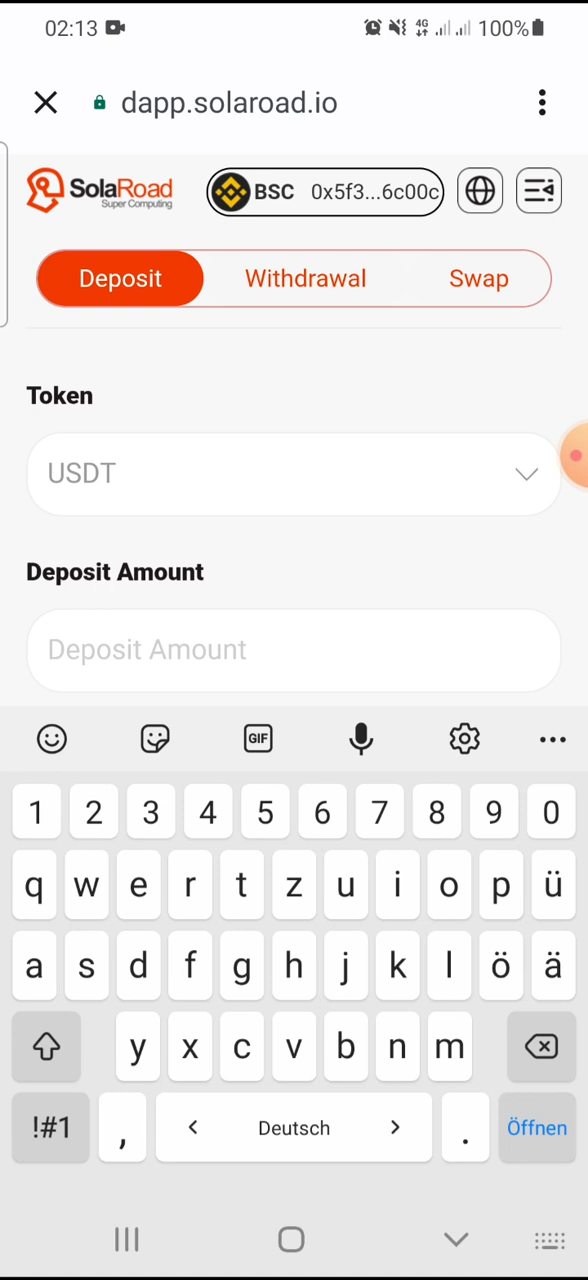 02:13 4G 100%
dapp.solaroad.io
SolaRoad
Super Computing
BSC 0x5f3...6c00c
Deposit Withdrawal Swap
Token
USDT
Deposit Amount
Deposit Amount
GIF
1 2 3 4 5 6 7 8 9 0
q w e r t z u i o p ü
a s d f g h j k l ö ä
y x c v b n m
!#1 , < Deutsch > . Öffnen